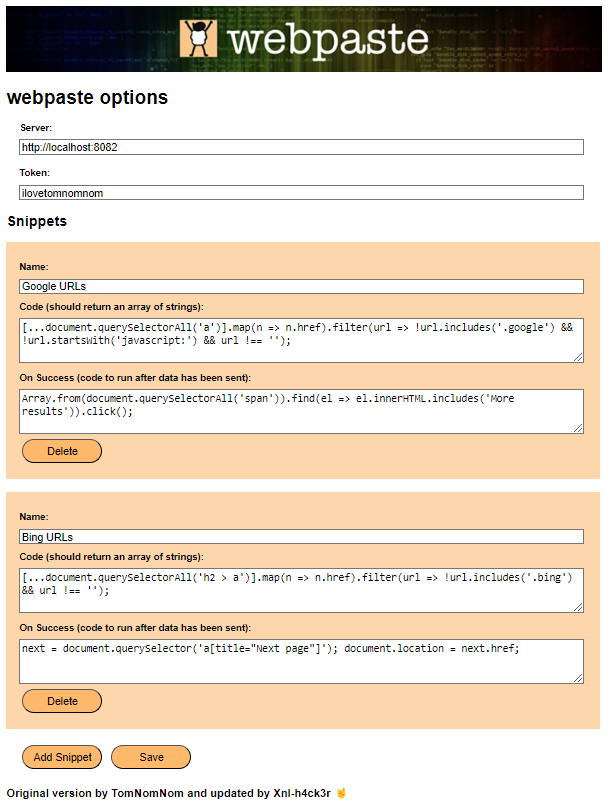 webpaste
webpaste options
Server:
http://localhost:8082
Token:
ilovetomnomnom
Snippets
Name:
Google URLs
Code (should return an array of strings):
[...document.querySelectorAll('a')].map(n => n.href).filter(url => !url.includes('.google') &&
!url.startsWith('javascript:') && url !== '');
On Success (code to run after data has been sent):
Array.from(document.querySelectorAll('span')).find(el => el.innerHTML.includes('More
results')).click();
Delete
Name:
Bing URLs
Code (should return an array of strings):
[...document.querySelectorAll('h2 > a')].map(n => n.href).filter(url => !url.includes('.bing')
&& url !== '');
On Success (code to run after data has been sent):
next = document.querySelector('a[title="Next page"]'); document.location = next.href;
Delete
Add Snippet Save
Original version by TomNomNom and updated by Xnl-h4ck3r 🤘